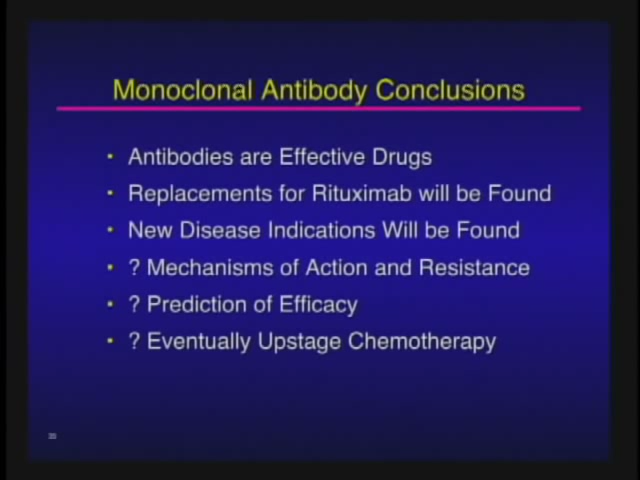 Monoclonal Antibody Conclusions
• Antibodies are Effective Drugs
• Replacements for Rituximab will be Found
• New Disease Indications Will be Found
• ? Mechanisms of Action and Resistance
• ? Prediction of Efficacy
• ? Eventually Upstage Chemotherapy